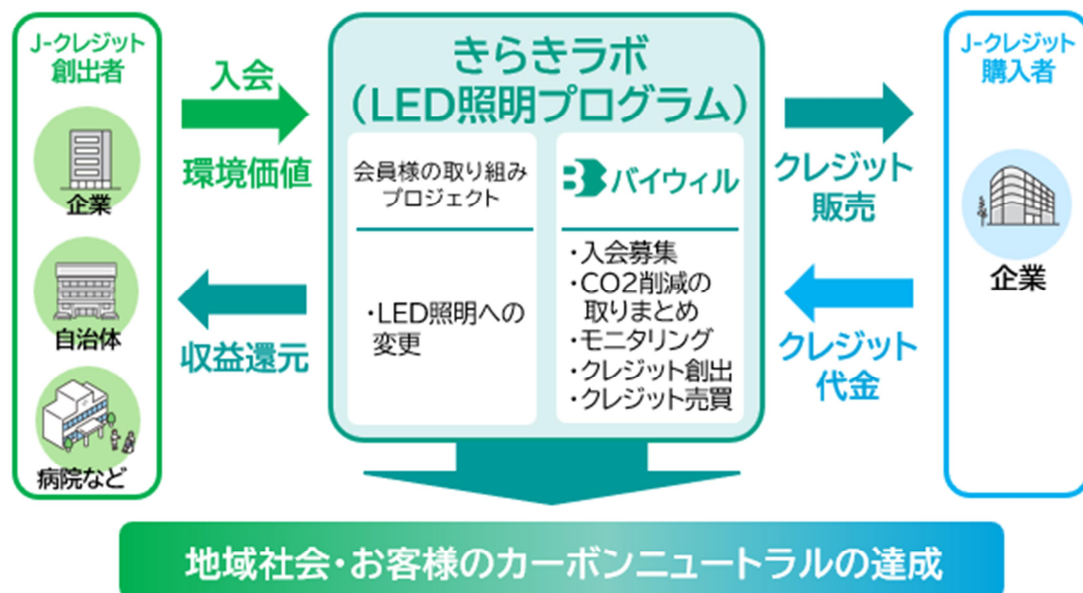 J-クレジット
創出者
企業
自治体
病院など
入会
環境価値
収益還元
きらきラボ
（LED照明プログラム）
会員様の取り組み
プロジェクト
・LED照明への
変更
バイウィル
・入会募集
・CO2削減の
取りまとめ
・モニタリング
・クレジット創出
・クレジット売買
クレジット
販売
クレジット
代金
J-クレジット
購入者
企業
地域社会・お客様のカーボンニュートラルの達成